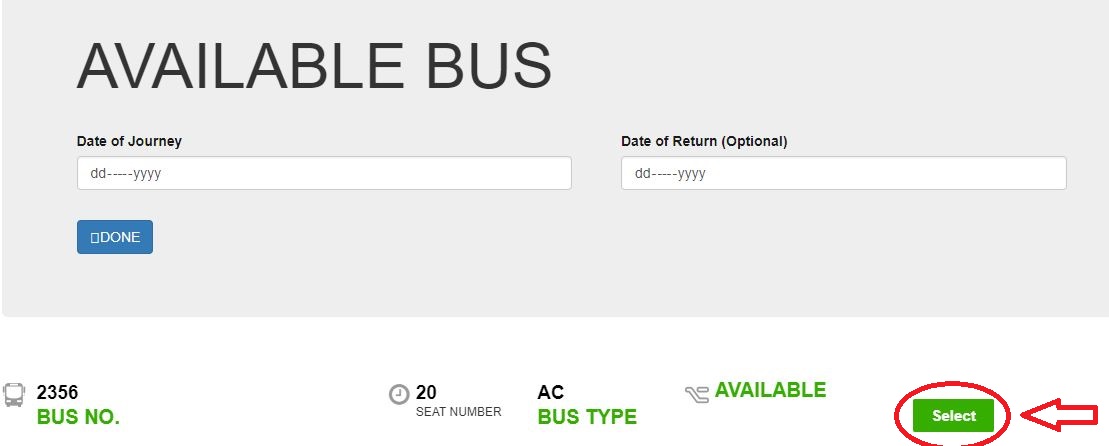 AVAILABLE BUS
Date of Journey Date of Return (Optional)
dd-----yyyy dd-----yyyy
DONE
2356 20 AC AVAILABLE
BUS NO. SEAT NUMBER BUS TYPE Select